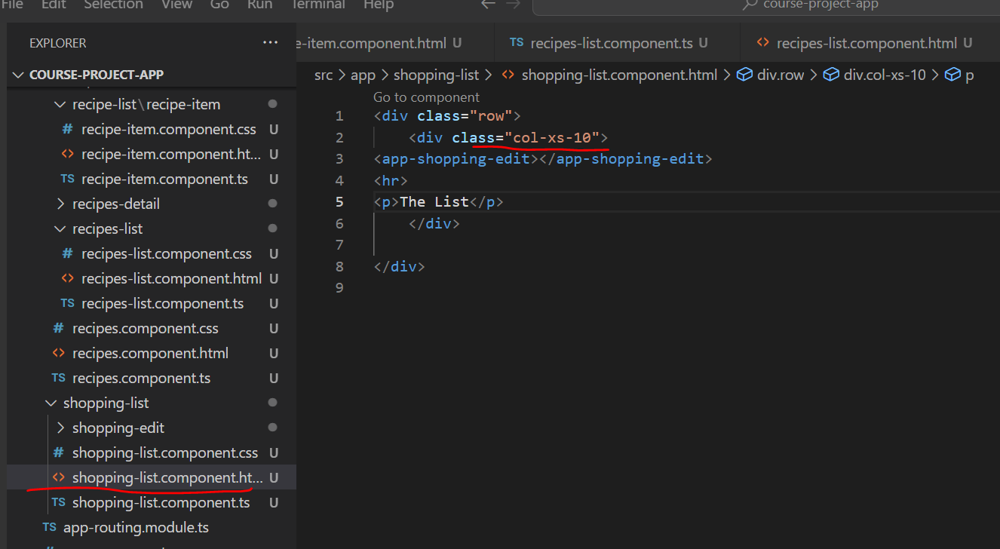 File Edit Selection View Go Run Terminal Help course-project-app
EXPLORER ...
e-item.component.html U TS recipes-list.component.ts U <> recipes-list.component.html U
COURSE-PROJECT-APP
src > app > shopping-list > <> shopping-list.component.html > div.row > div.col-xs-10 > p
recipe-list\recipe-item
# recipe-item.component.css U
<> recipe-item.component.ht... U
TS recipe-item.component.ts U
> recipes-detail
recipes-list
# recipes-list.component.css U
<> recipes-list.component.html U
TS recipes-list.component.ts U
# recipes.component.css U
<> recipes.component.html U
TS recipes.component.ts U
shopping-list
> shopping-edit
# shopping-list.component.css U
<> shopping-list.component.ht... U
TS shopping-list.component.ts U
TS app-routing.module.ts
Go to component
1 <div class="row">
2     <div class="col-xs-10">
3 <app-shopping-edit></app-shopping-edit>
4 <hr>
5 <p>The List</p>
6     </div>
7
8 </div>
9